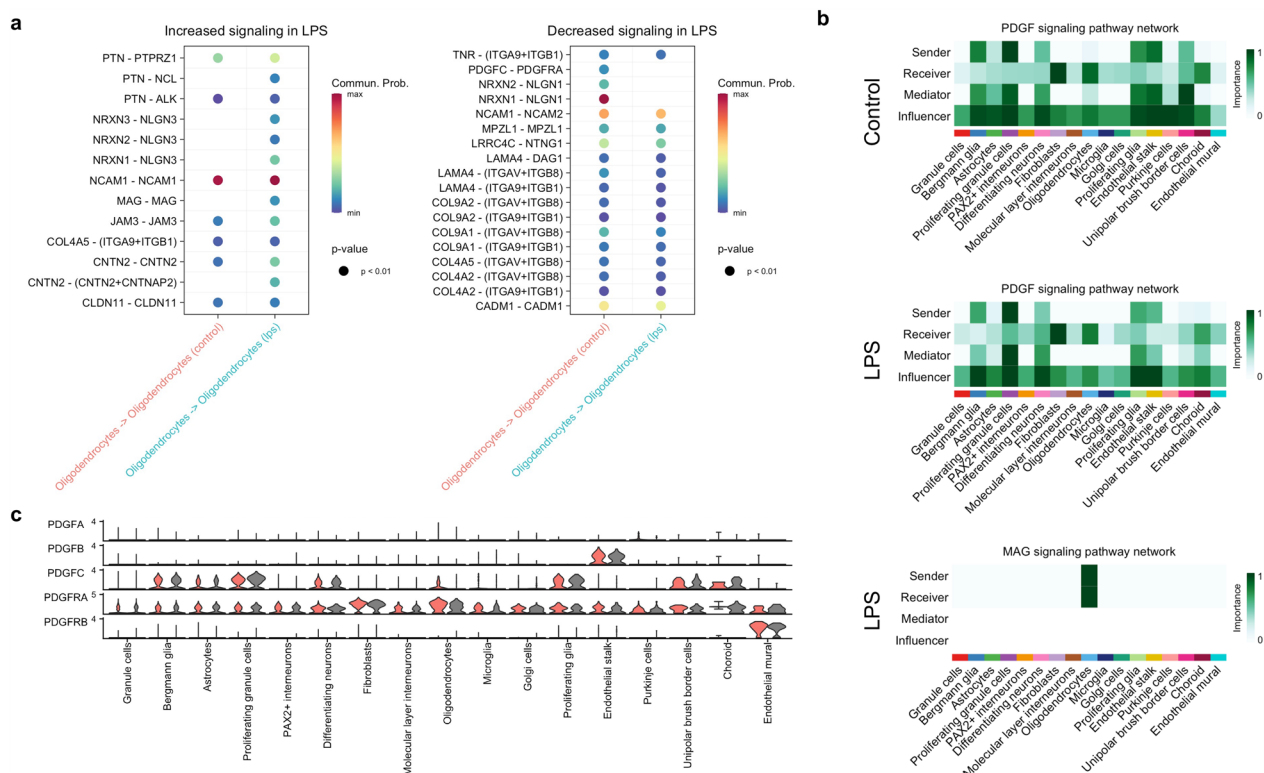 a
Increased signaling in LPS
PTN - PTPRZ1
PTN - NCL
PTN - ALK
NRXN3 - NLGN3
NRXN2 - NLGN3
NRXN1 - NLGN3
NCAM1 - NCAM1
MAG - MAG
JAM3 - JAM3
COL4A5 - (ITGA9+ITGB1)
CNTN2 - CNTN2
CNTN2 - (CNTN2+CNTNAP2)
CLDN11 - CLDN11
Oligodendrocytes -> Oligodendrocytes (control)
Oligodendrocytes -> Oligodendrocytes (lps)
Commun. Prob.
max
min
p-value
p < 0.01
Decreased signaling in LPS
TNR - (ITGA9+ITGB1)
PDGFC - PDGFRA
NRXN2 - NLGN1
NRXN1 - NLGN1
NCAM1 - NCAM2
MPZL1 - MPZL1
LRRC4C - NTNG1
LAMA4 - DAG1
LAMA4 - (ITGAV+ITGB8)
LAMA4 - (ITGA9+ITGB1)
COL9A2 - (ITGAV+ITGB8)
COL9A2 - (ITGA9+ITGB1)
COL9A1 - (ITGAV+ITGB8)
COL9A1 - (ITGA9+ITGB1)
COL4A5 - (ITGAV+ITGB8)
COL4A2 - (ITGAV+ITGB8)
COL4A2 - (ITGA9+ITGB1)
CADM1 - CADM1
Oligodendrocytes -> Oligodendrocytes (control)
Oligodendrocytes -> Oligodendrocytes (lps)
Commun. Prob.
max
min
p-value
p < 0.01
b
Control
PDGF signaling pathway network
Sender
Receiver
Mediator
Influencer
Importance
1
0
Granule cells
Bergmann glia
Astrocytes
Proliferating granule cells
PAX2+ interneurons
Differentiating neurons
Fibroblasts
Molecular layer interneurons
Oligodendrocytes
Microglia
Golgi cells
Proliferating glia
Endothelial stalk
Purkinje cells
Unipolar brush border cells
Choroid
Endothelial mural
LPS
PDGF signaling pathway network
Sender
Receiver
Mediator
Influencer
Importance
1
0
Granule cells
Bergmann glia
Astrocytes
Proliferating granule cells
PAX2+ interneurons
Differentiating neurons
Fibroblasts
Molecular layer interneurons
Oligodendrocytes
Microglia
Golgi cells
Proliferating glia
Endothelial stalk
Purkinje cells
Unipolar brush border cells
Choroid
Endothelial mural
LPS
MAG signaling pathway network
Sender
Receiver
Mediator
Influencer
Importance
1
0
Granule cells
Bergmann glia
Astrocytes
Proliferating granule cells
PAX2+ interneurons
Differentiating neurons
Fibroblasts
Molecular layer interneurons
Oligodendrocytes
Microglia
Golgi cells
Proliferating glia
Endothelial stalk
Purkinje cells
Unipolar brush border cells
Choroid
Endothelial mural
c
PDGFA 4
PDGFB 4
PDGFC 4
PDGFRA 5
PDGFRB 4
Granule cells
Bergmann glia
Astrocytes
Proliferating granule cells
PAX2+ interneurons
Differentiating neurons
Fibroblasts
Molecular layer interneurons
Oligodendrocytes
Microglia
Golgi cells
Proliferating glia
Endothelial stalk
Purkinje cells
Unipolar brush border cells
Choroid
Endothelial mural